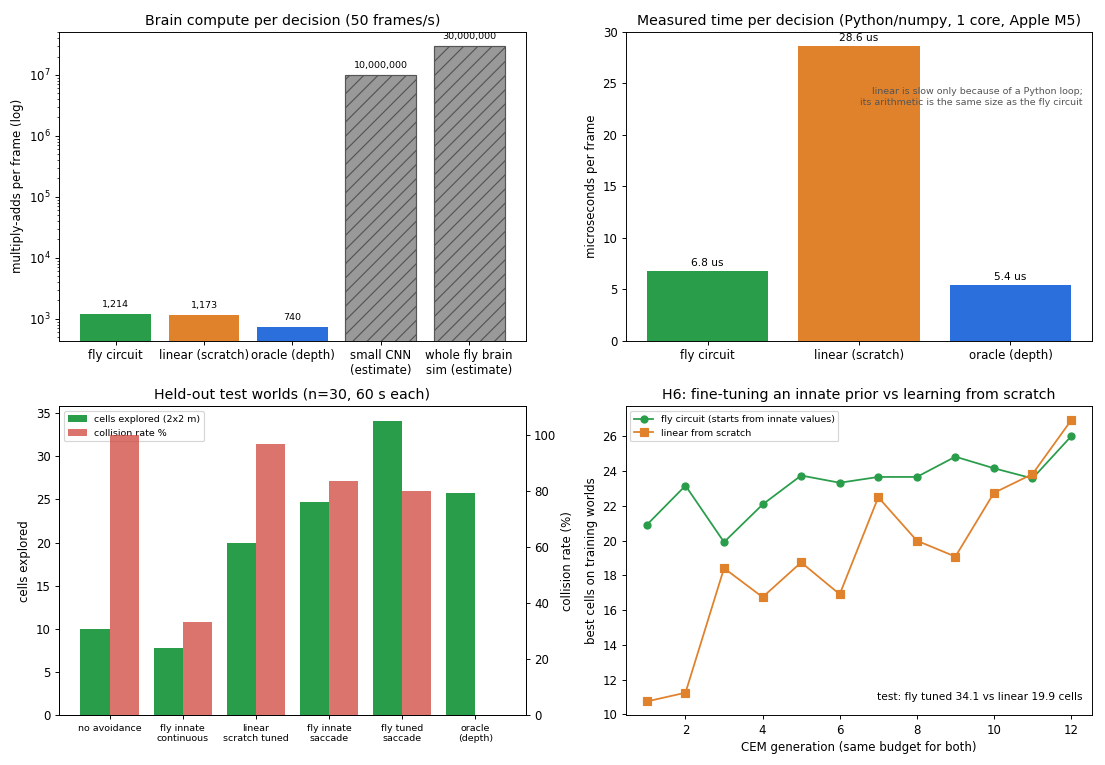 Brain compute per decision (50 frames/s)
multiply-adds per frame (log)
10^7
10^6
10^5
10^4
10^3
1,214
1,173
740
10,000,000
30,000,000
fly circuit
linear (scratch)
oracle (depth)
small CNN
(estimate)
whole fly brain
sim (estimate)
Measured time per decision (Python/numpy, 1 core, Apple M5)
microseconds per frame
30
25
20
15
10
5
0
6.8 us
28.6 us
5.4 us
linear is slow only because of a Python loop;
its arithmetic is the same size as the fly circuit
fly circuit
linear (scratch)
oracle (depth)
Held-out test worlds (n=30, 60 s each)
cells explored (2x2 m)
collision rate %
cells explored
35
30
25
20
15
10
5
0
collision rate (%)
100
80
60
40
20
0
no avoidance
fly innate
continuous
linear
scratch tuned
fly innate
saccade
fly tuned
saccade
oracle
(depth)
H6: fine-tuning an innate prior vs learning from scratch
fly circuit (starts from innate values)
linear from scratch
best cells on training worlds
26
24
22
20
18
16
14
12
10
test: fly tuned 34.1 vs linear 19.9 cells
2
4
6
8
10
12
CEM generation (same budget for both)